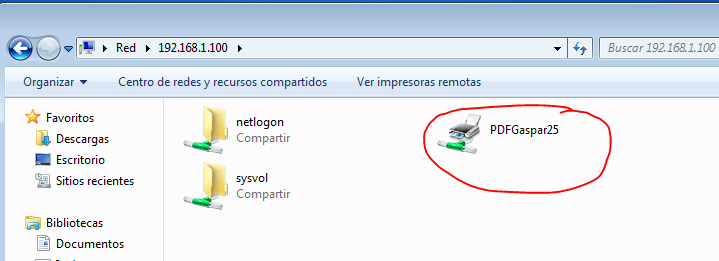 Red 192.168.1.100 Buscar 192.168.1.100
Organizar Centro de redes y recursos compartidos Ver impresoras remotas
Favoritos
Descargas
Escritorio
Sitios recientes
Bibliotecas
Documentos
netlogon
Compartir
sysvol
Compartir
PDFGaspar25